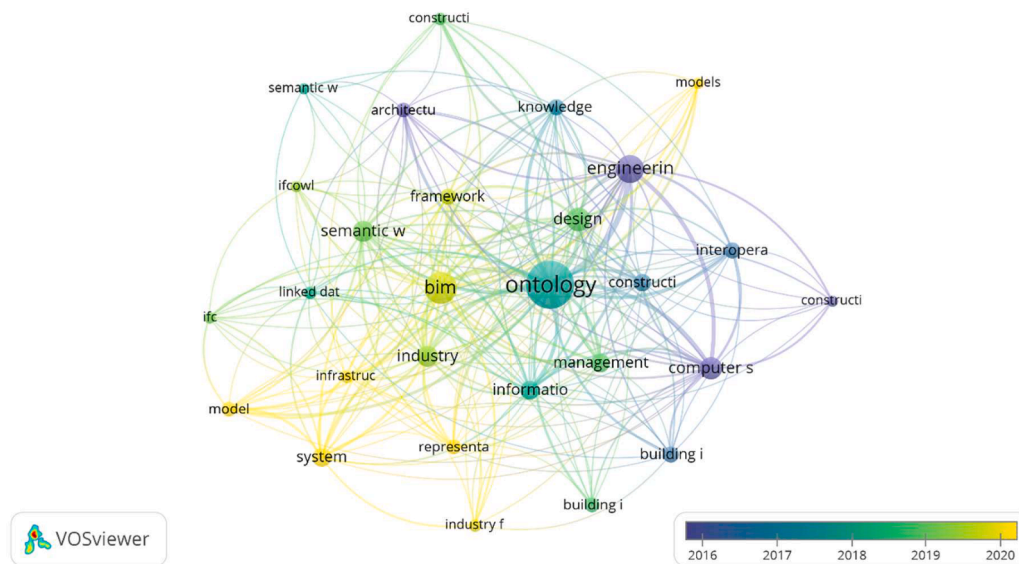 constructi
semantic w
models
architectu
knowledge
engineerin
ifcowl
framework
design
semantic w
interopera
bim
ontology
constructi
linked dat
constructi
ifc
industry
management
computer s
infrastruc
informatio
model
representa
system
building i
building i
industry f
VOSviewer
2016 2017 2018 2019 2020